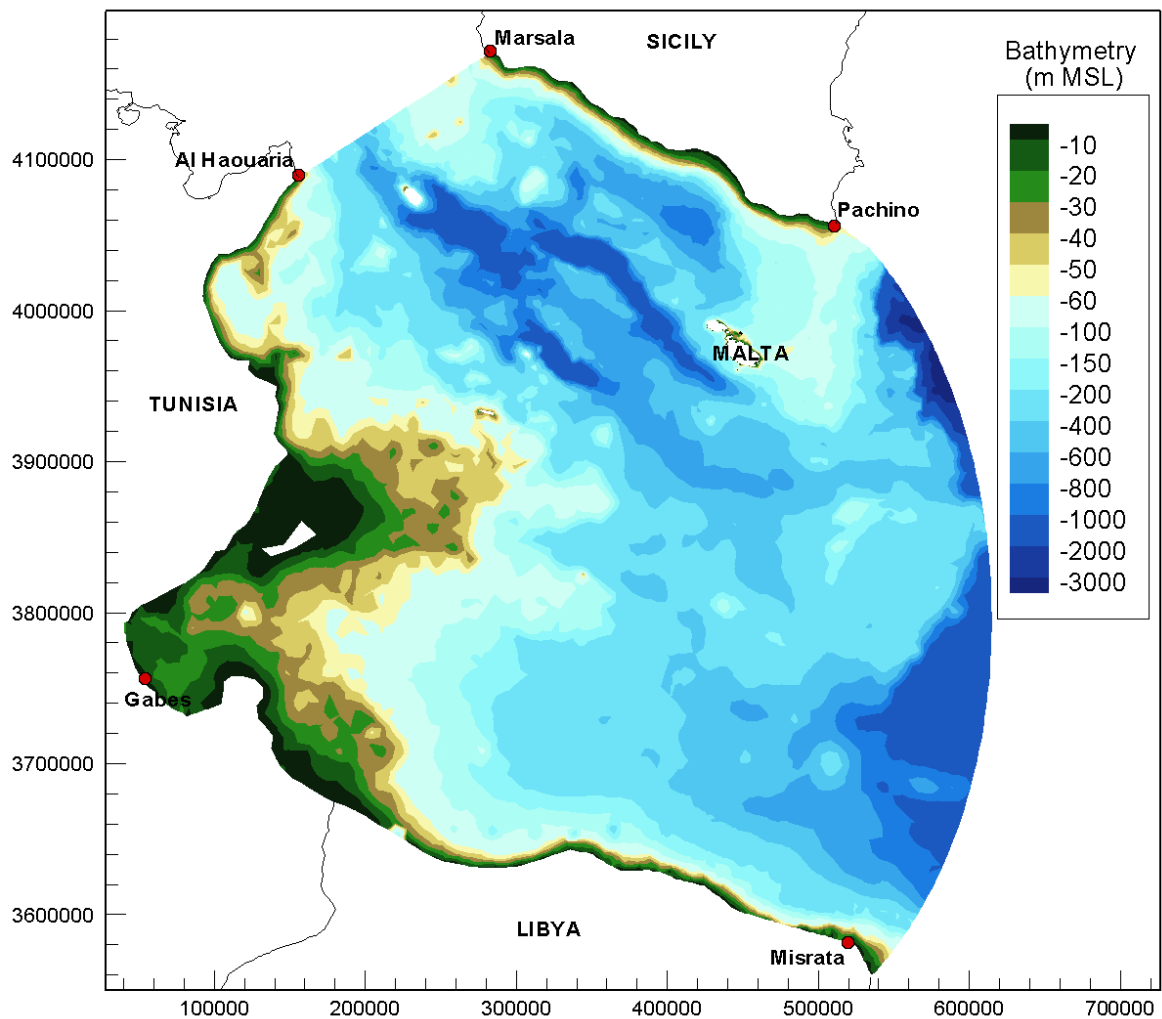 Marsala
SICILY
Bathymetry
(m MSL)
-10
-20
-30
-40
-50
-60
-100
-150
-200
-400
-600
-800
-1000
-2000
-3000
Al Haouaria
Pachino
MALTA
TUNISIA
Gabes
LIBYA
Misrata
4100000
4000000
3900000
3800000
3700000
3600000
100000 200000 300000 400000 500000 600000 700000